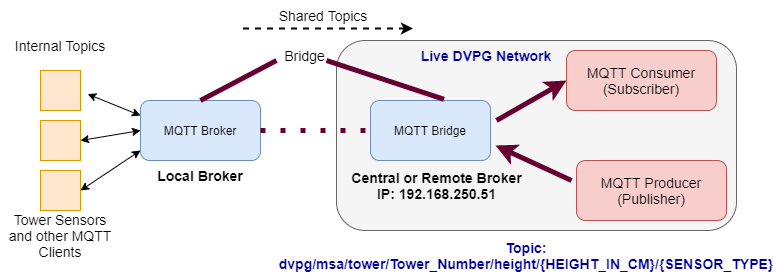 Shared Topics
Internal Topics
Bridge
Live DVPG Network
MQTT Consumer
(Subscriber)
MQTT Broker
MQTT Bridge
Local Broker
Central or Remote Broker
IP: 192.168.250.51
MQTT Producer
(Publisher)
Tower Sensors
and other MQTT
Clients
Topic:
dvpg/msa/tower/Tower_Number/height/{HEIGHT_IN_CM}/{SENSOR_TYPE}